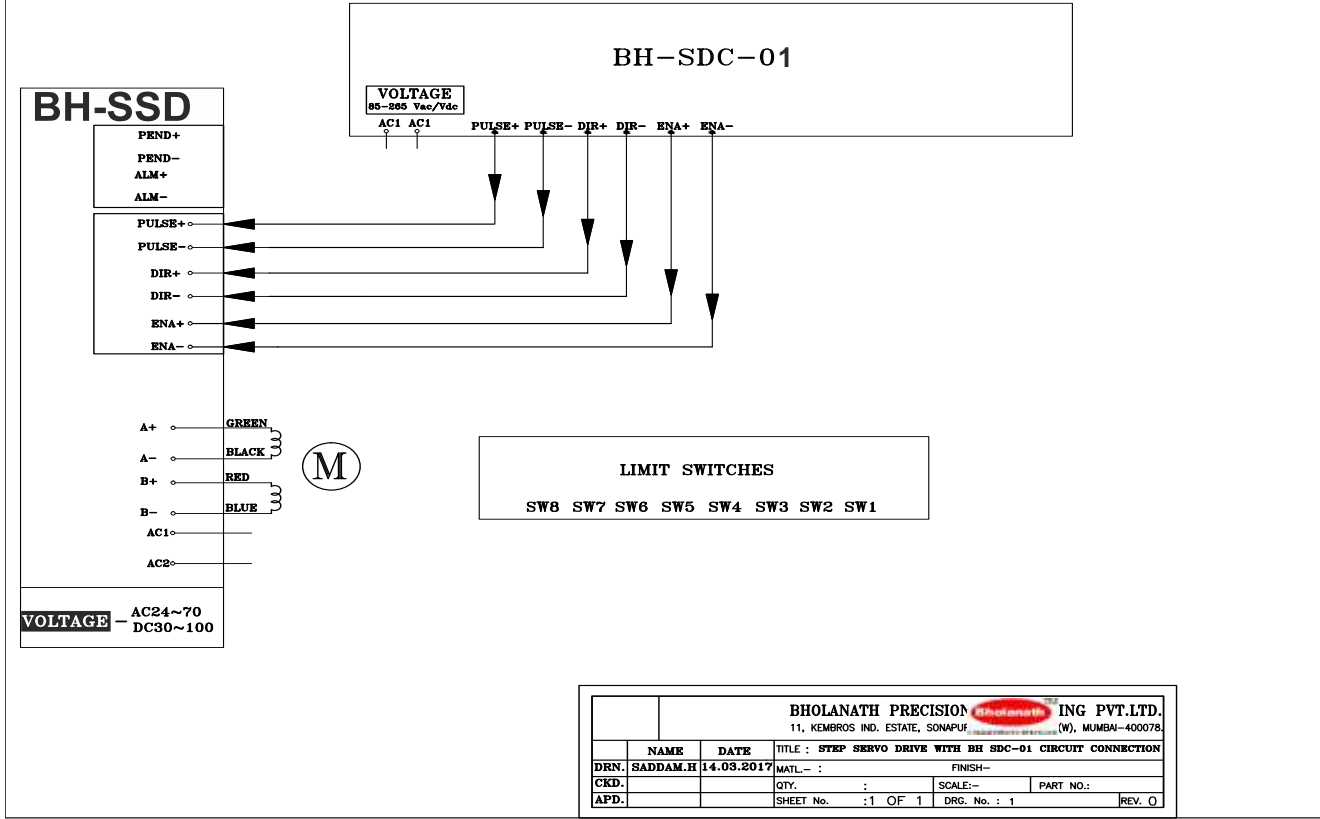 BH-SDC-01
VOLTAGE
85-265 Vac/Vdc
AC1 AC1
PULSE+ PULSE- DIR+ DIR- ENA+ ENA-
BH-SSD
PEND+
PEND-
ALM+
ALM-
PULSE+
PULSE-
DIR+
DIR-
ENA+
ENA-
A+ GREEN
A- BLACK
B+ RED
B- BLUE
AC1
AC2
M
VOLTAGE - AC24~70
DC30~100
LIMIT SWITCHES
SW8 SW7 SW6 SW5 SW4 SW3 SW2 SW1
BHOLANATH PRECISION Bholanath ING PVT.LTD.
11, KEMBROS IND. ESTATE, (W), MUMBAI-400078.
NAME DATE TITLE : STEP SERVO DRIVE WITH BH SDC-01 CIRCUIT CONNECTION
DRN. SADDAM.H 14.03.2017 MATL.- : FINISH-
CKD. QTY. : SCALE:- PART NO.:
APD. SHEET No. :1 OF 1 DRG. No. : 1 REV. 0